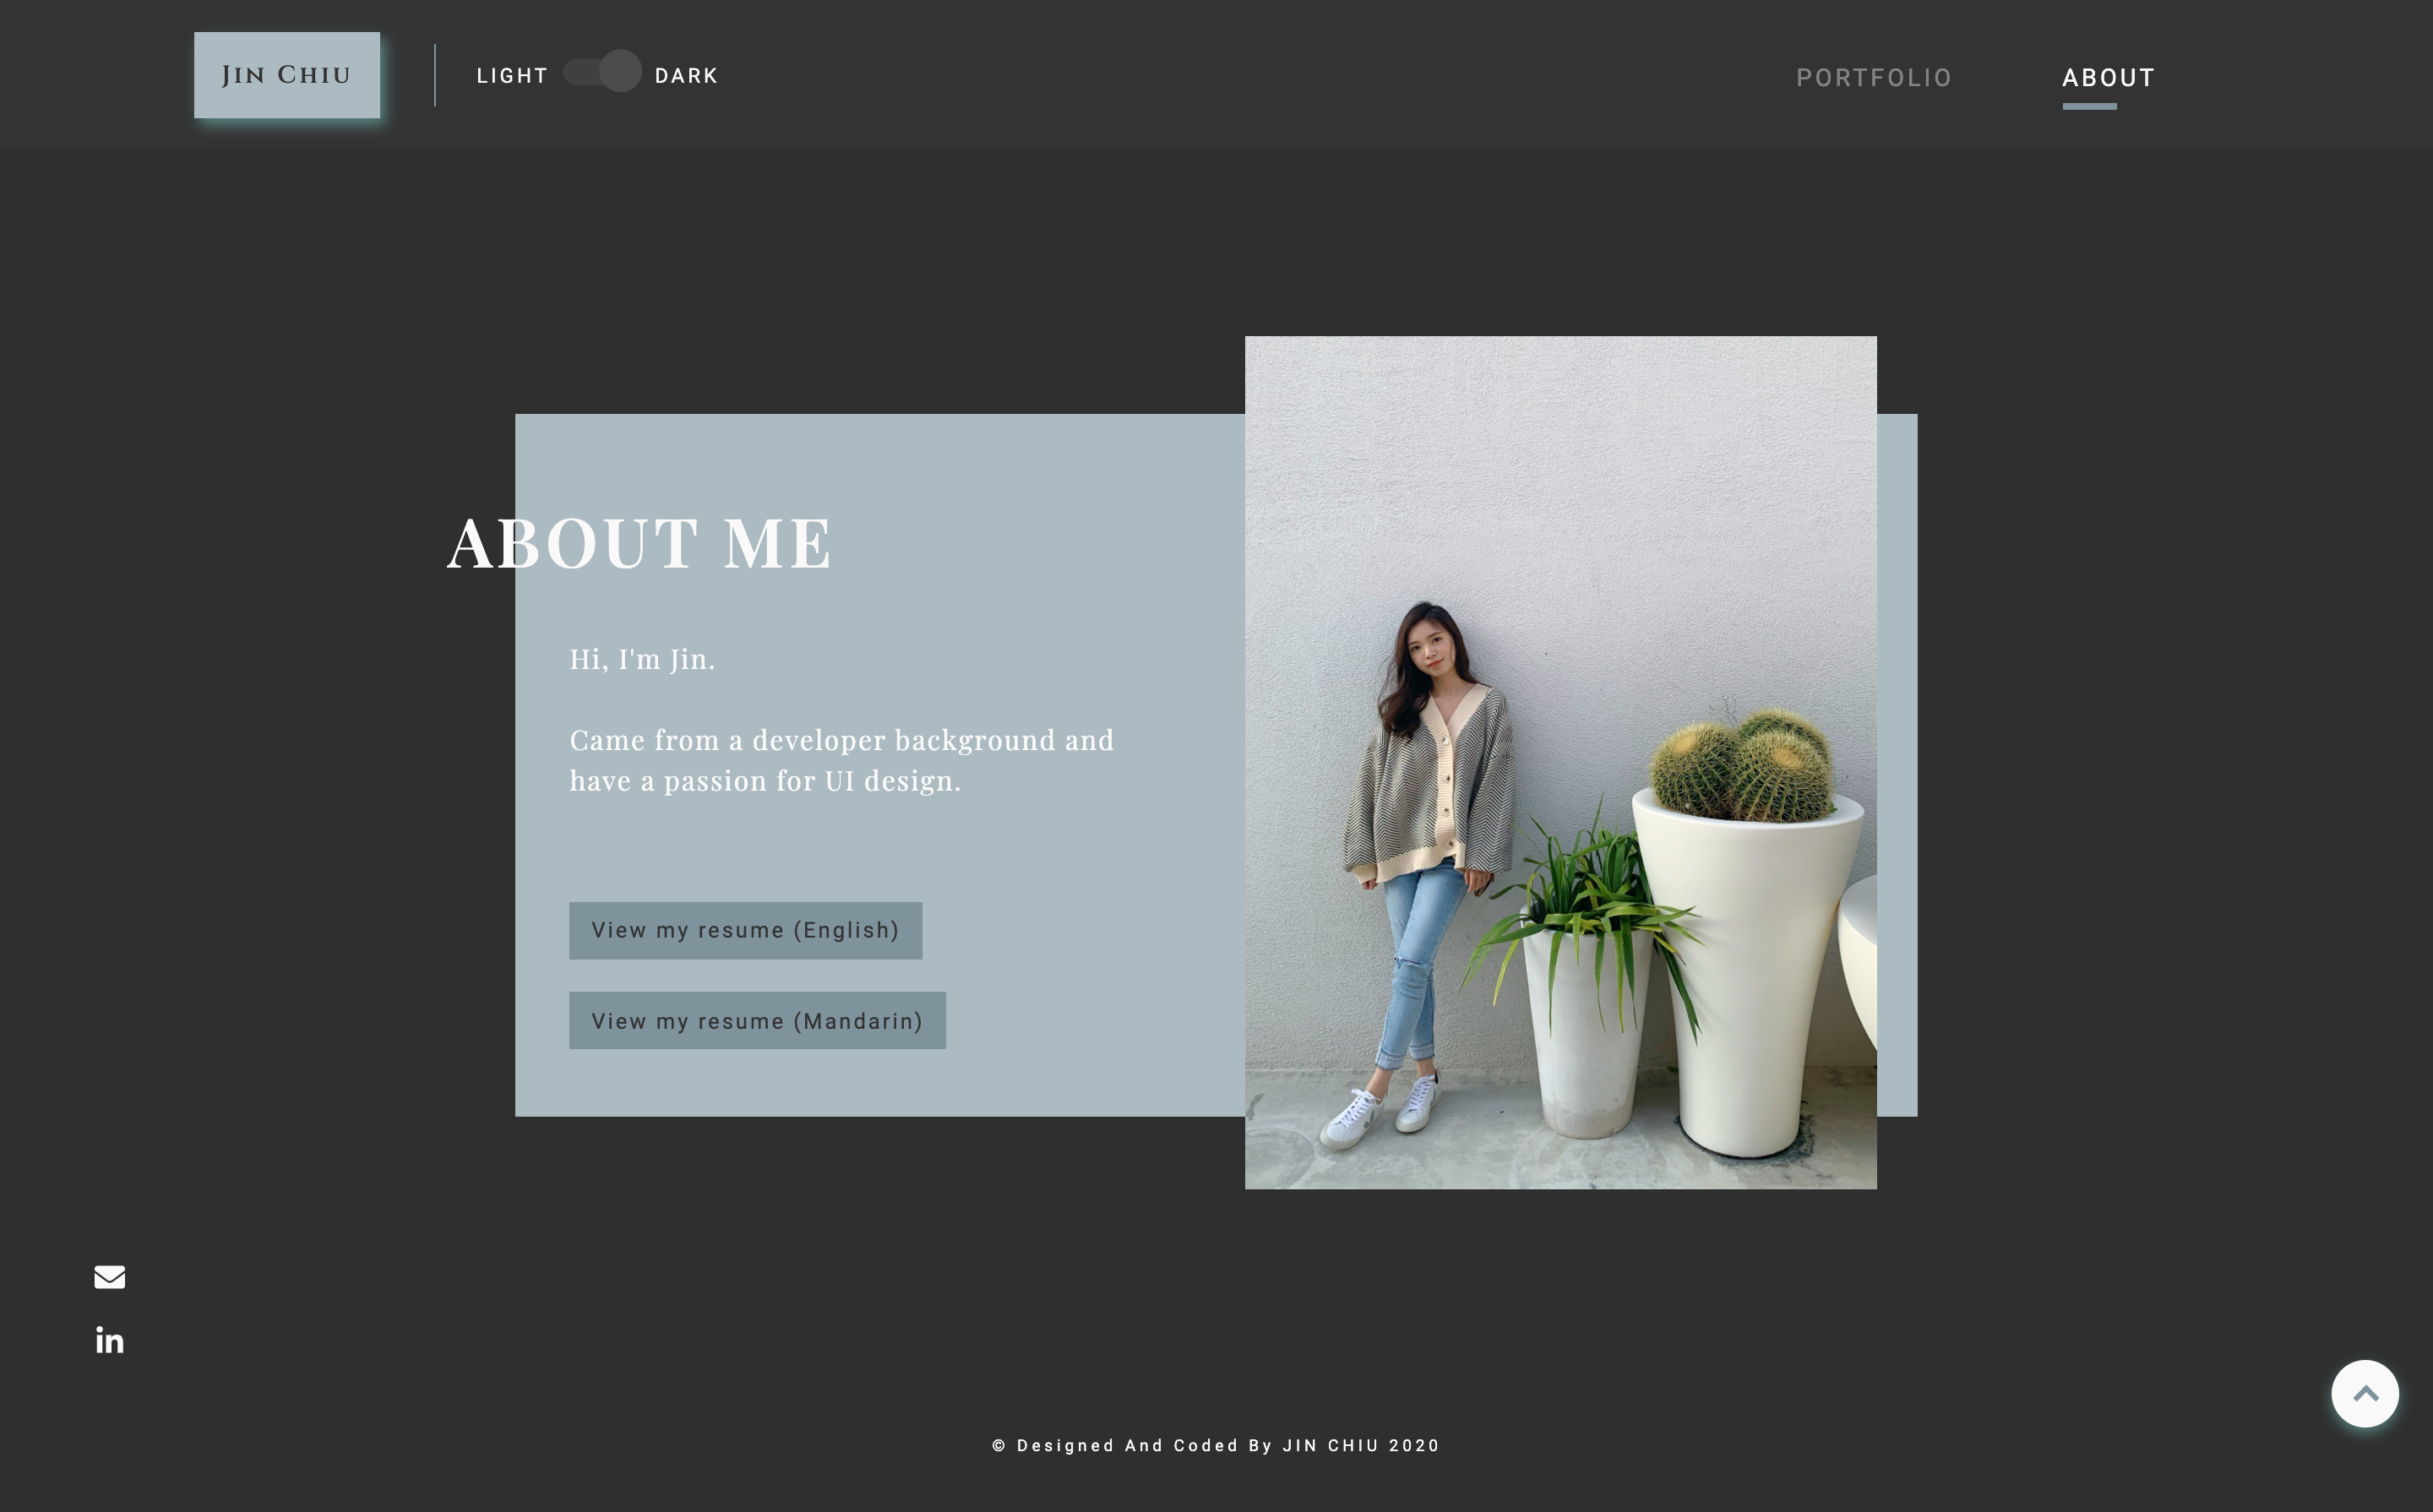 JIN CHIU
LIGHT
DARK
PORTFOLIO
ABOUT
ABOUT ME
Hi, I'm Jin.
Came from a developer background and
have a passion for UI design.
View my resume (English)
View my resume (Mandarin)
in
© Designed And Coded By JIN CHIU 2020